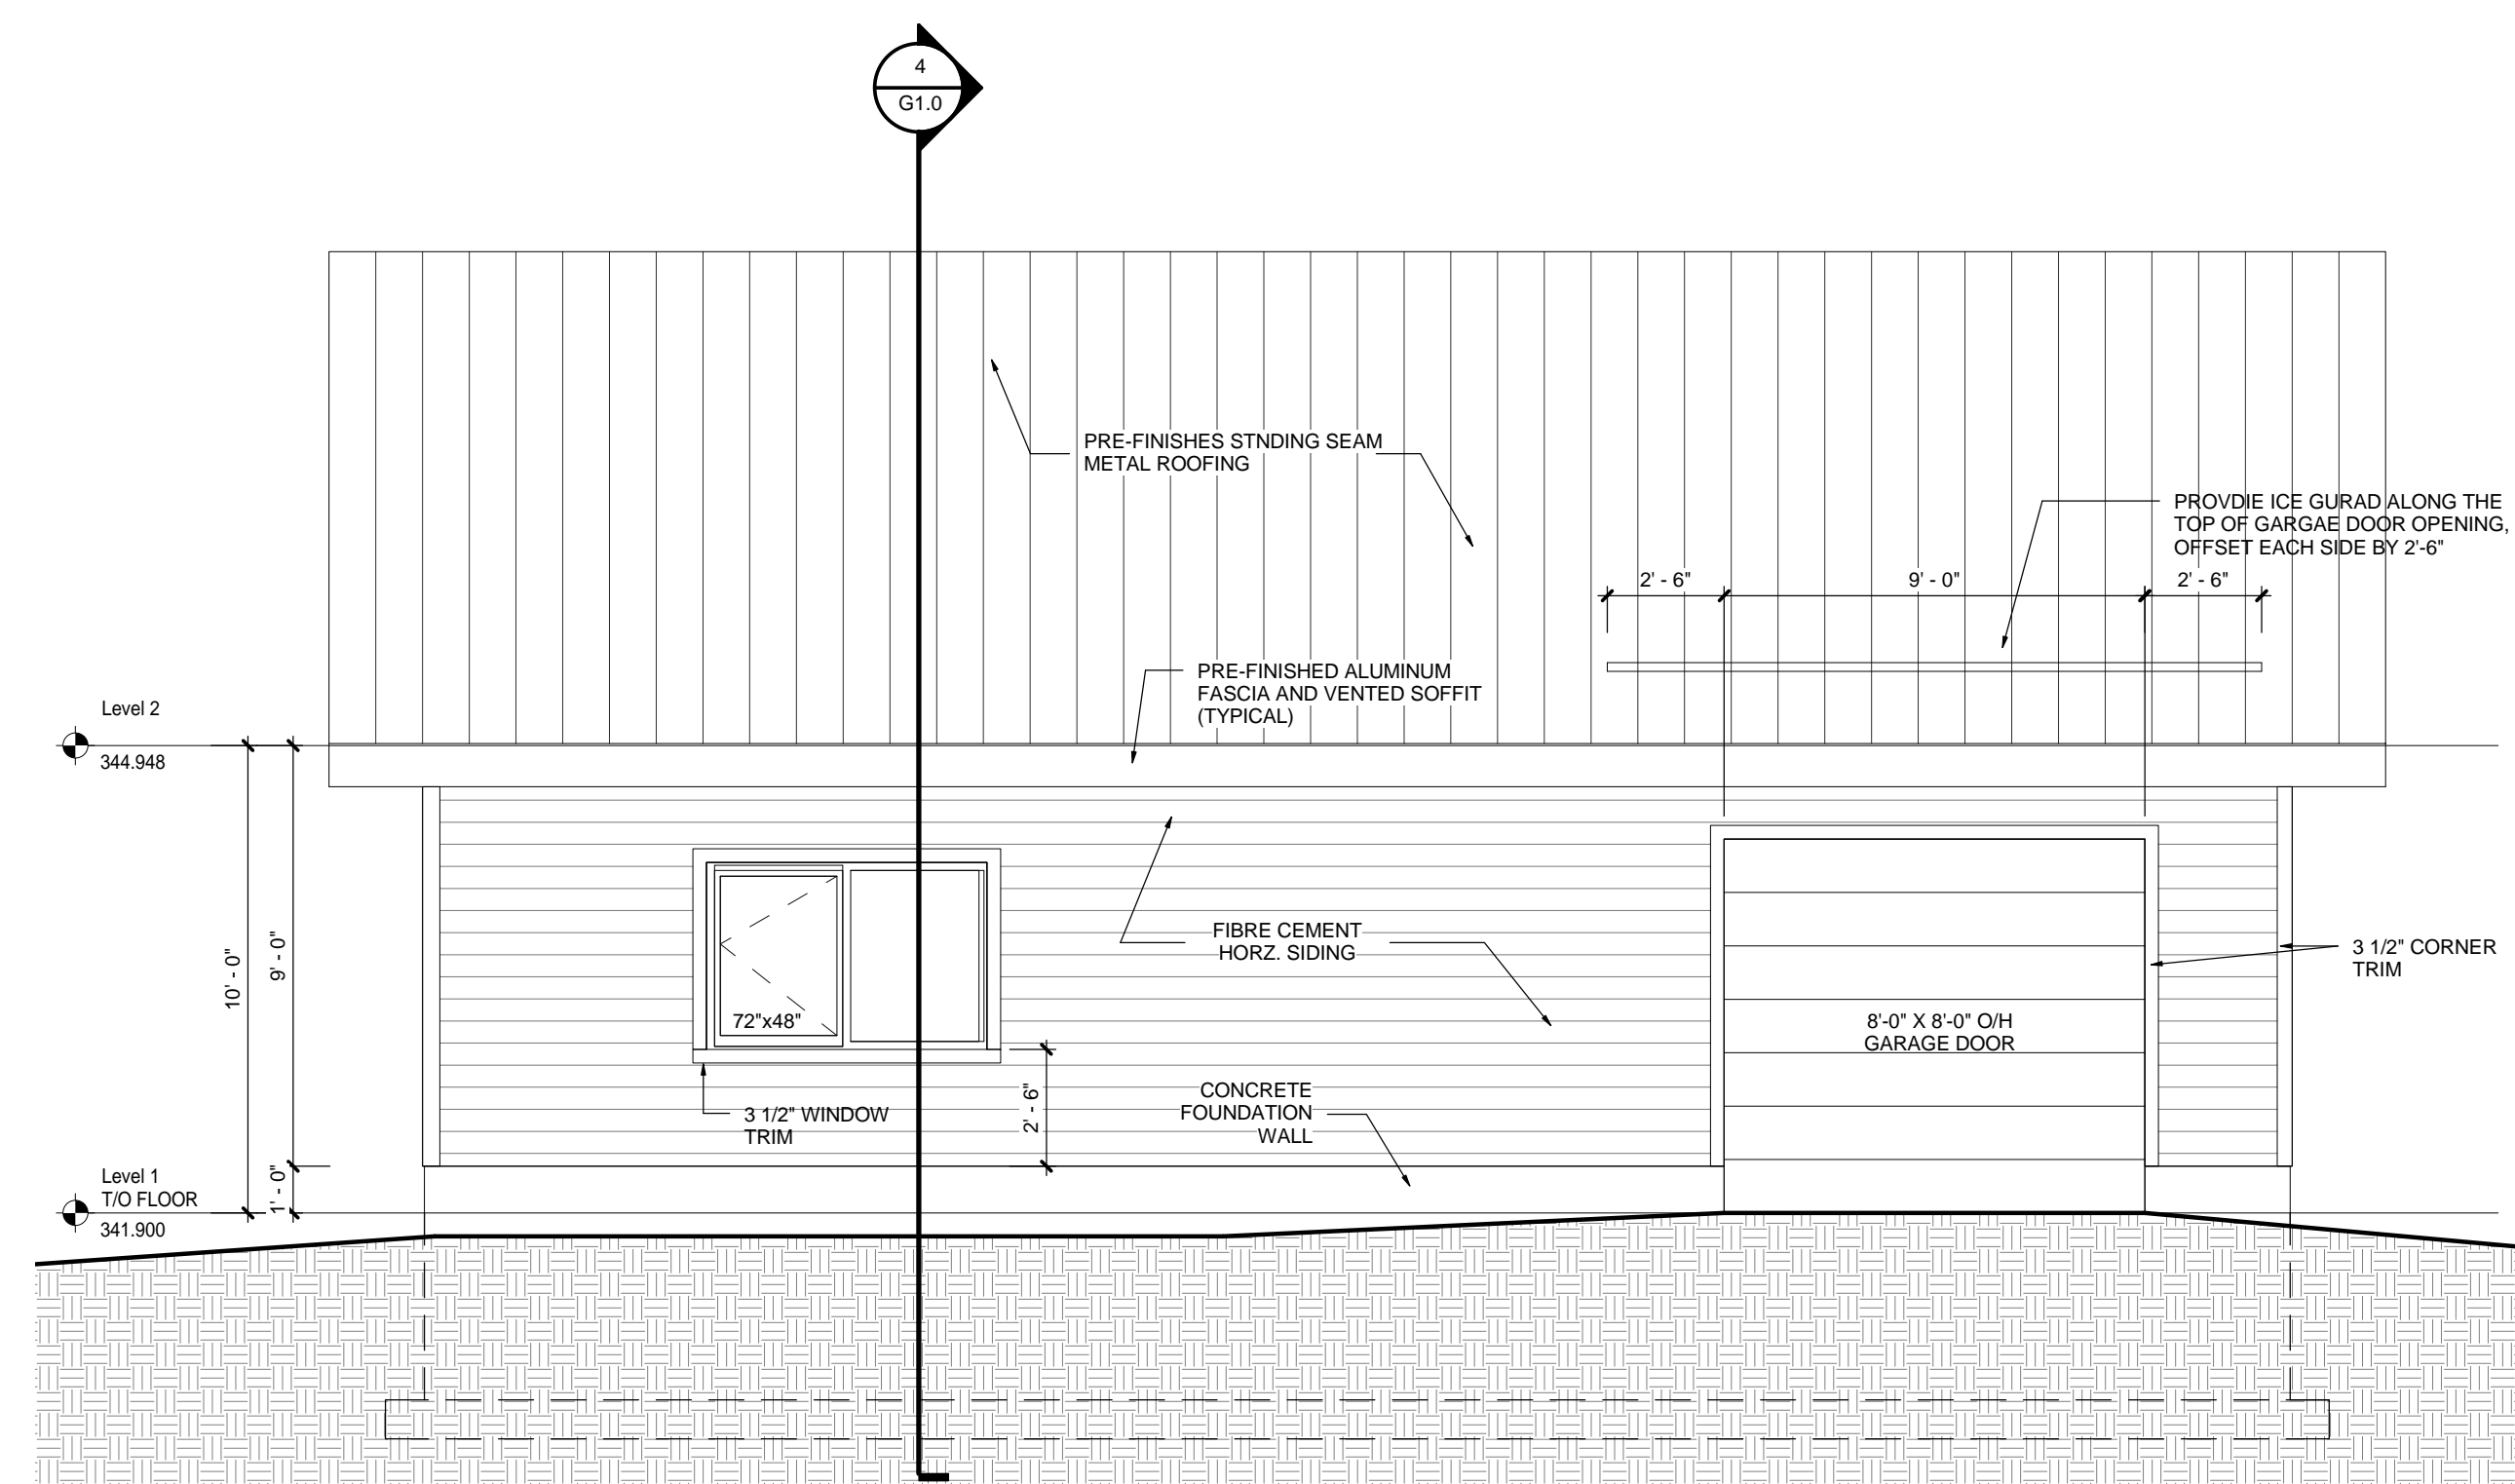 4
G1.0
PRE-FINISHES STNDING SEAM
METAL ROOFING
PROVDIE ICE GURAD ALONG THE
TOP OF GARGAE DOOR OPENING,
OFFSET EACH SIDE BY 2'-6"
2' - 6"
9' - 0"
2' - 6"
PRE-FINISHED ALUMINUM
FASCIA AND VENTED SOFFIT
(TYPICAL)
Level 2
344.948
10' - 0"
9' - 0"
FIBRE CEMENT
HORZ. SIDING
3 1/2" CORNER
TRIM
72"x48"
8'-0" X 8'-0" O/H
GARAGE DOOR
2' - 6"
3 1/2" WINDOW
TRIM
CONCRETE
FOUNDATION
WALL
Level 1
T/O FLOOR
341.900
1' - 0"